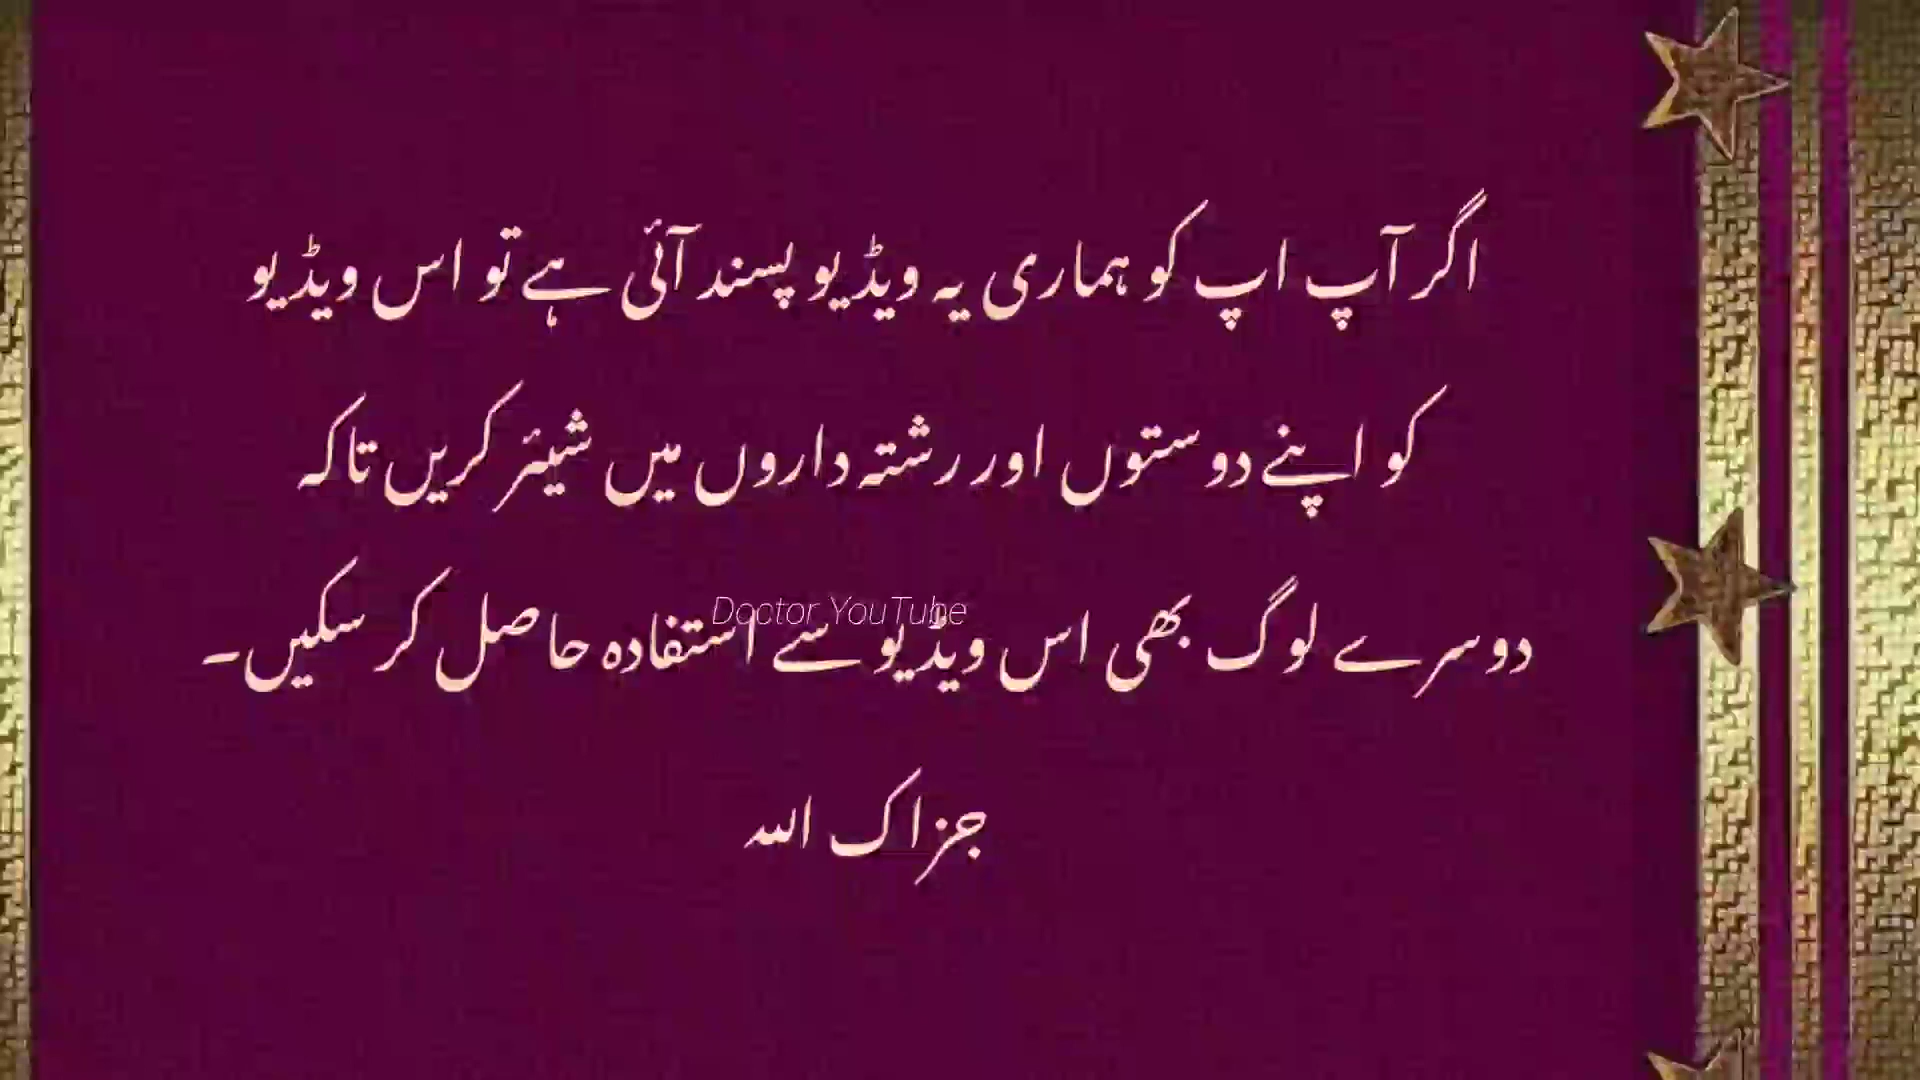 اگر آپ اپ کو ہماری یہ ویڈیو پسند آئی ہے تو اس ویڈیو
کو اپنے دوستوں اور رشتہ داروں میں شیئر کریں تاکہ
Doctor YouTube
دوسرے لوگ بھی اس ویڈیو سے استفادہ حاصل کر سکیں۔
جزاک اللہ